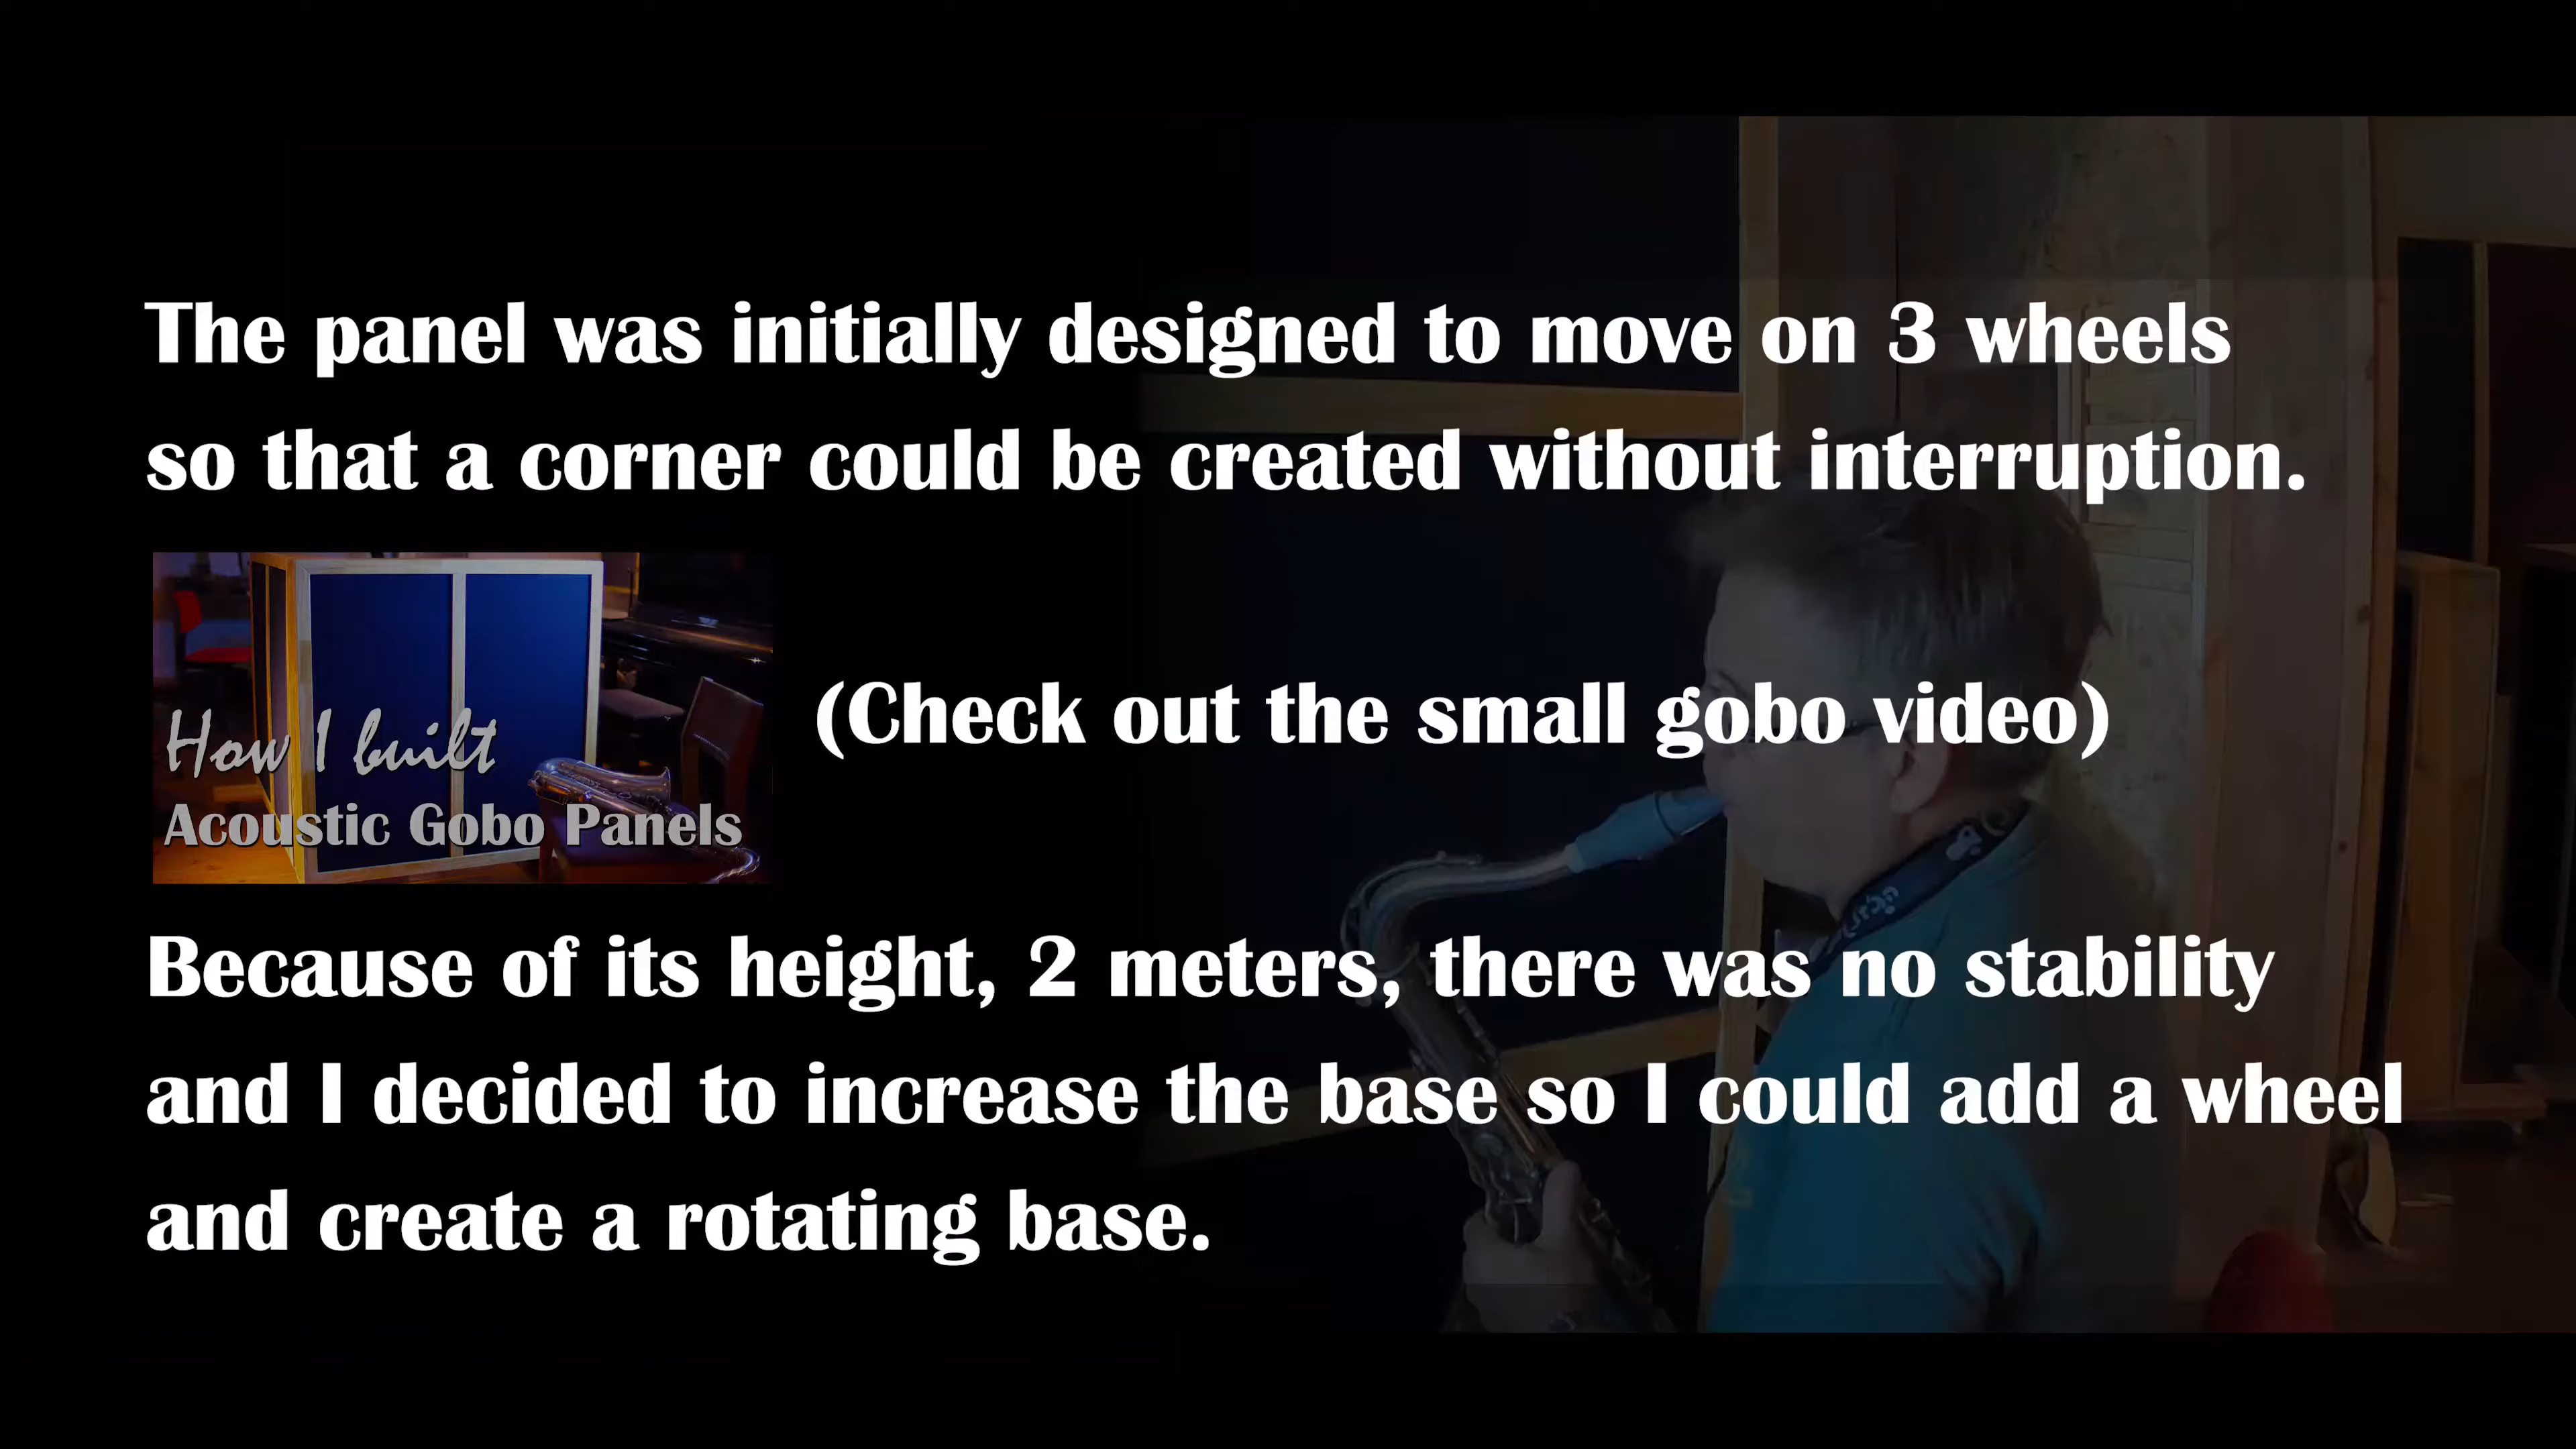 The panel was initially designed to move on 3 wheels
so that a corner could be created without interruption.
How I built
Acoustic Gobo Panels
(Check out the small gobo video)
Because of its height, 2 meters, there was no stability
and I decided to increase the base so I could add a wheel
and create a rotating base.